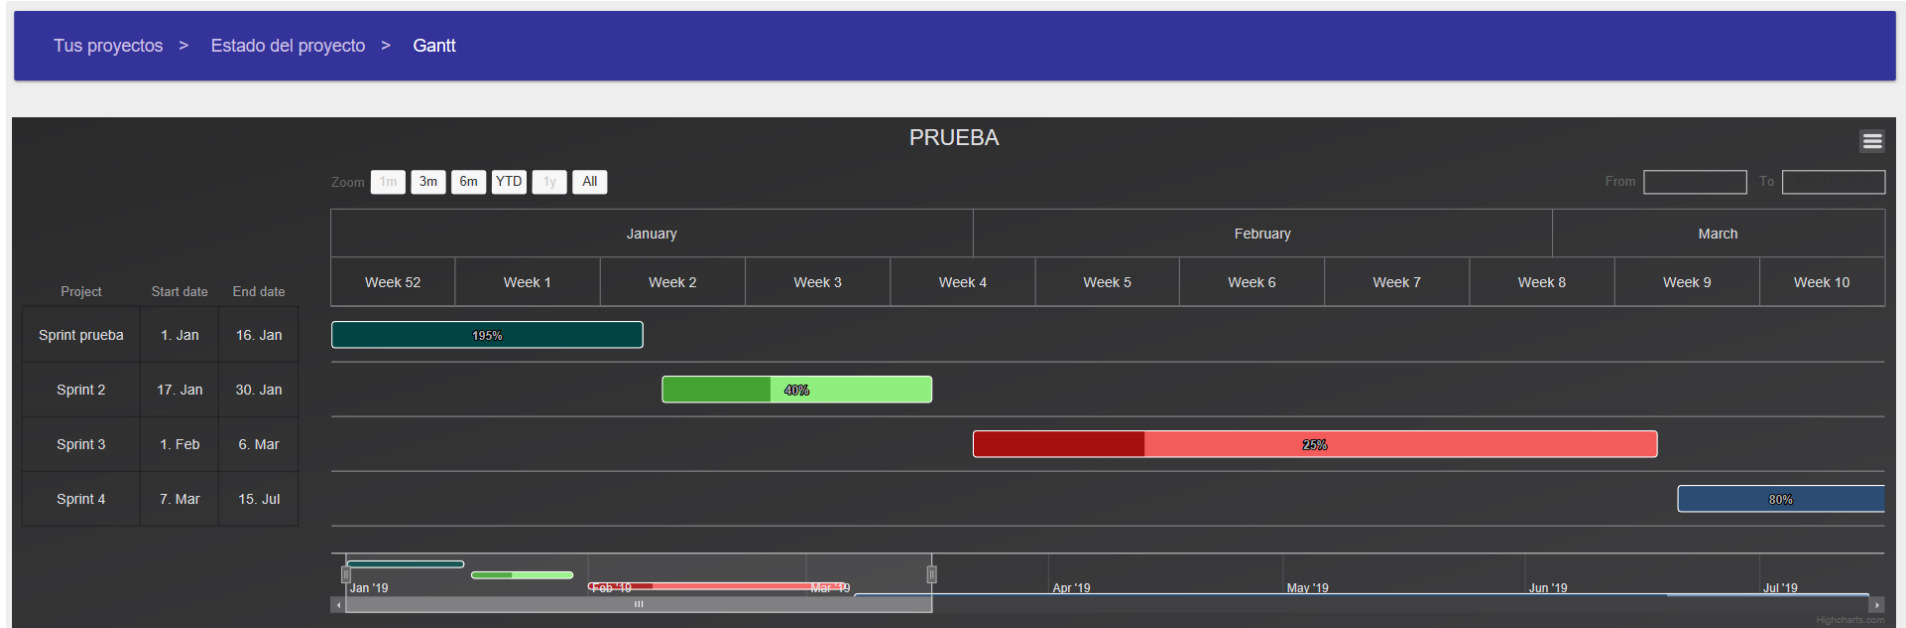 Tus proyectos > Estado del proyecto > Gantt
PRUEBA
Zoom 1m 3m 6m YTD 1y All
From To
January February March
Project Start date End date Week 52 Week 1 Week 2 Week 3 Week 4 Week 5 Week 6 Week 7 Week 8 Week 9 Week 10
Sprint prueba 1. Jan 16. Jan 195%
Sprint 2 17. Jan 30. Jan 40%
Sprint 3 1. Feb 6. Mar 25%
Sprint 4 7. Mar 15. Jul 80%
Jan '19 Feb '19 Mar '19 Apr '19 May '19 Jun '19 Jul '19
Highcharts.com